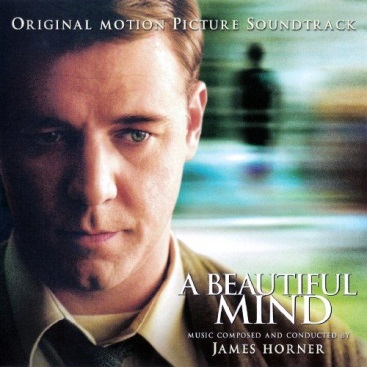 ORIGINAL MOTION PICTURE SOUNDTRACK
A BEAUTIFUL
MIND
MUSIC COMPOSED AND CONDUCTED BY
JAMES HORNER